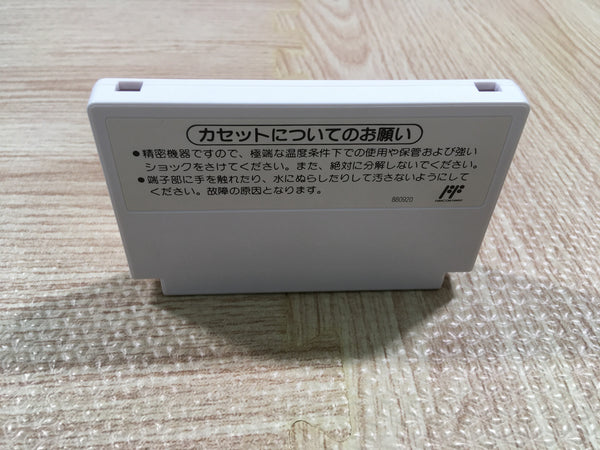 カセットについてのお願い
●精密機器ですので、極端な温度条件下での使用や保管および強い
ショックをさけてください。また、絶対に分解しないでください。
●端子部に手を触れたり、水にぬらしたりして汚さないようにして
ください。故障の原因となります。
860920